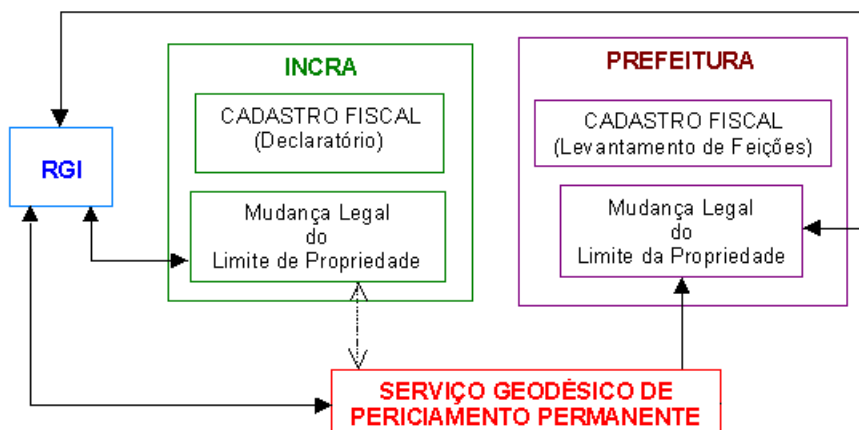 INCRA
CADASTRO FISCAL
(Declaratório)
Mudança Legal
do
Limite de Propriedade
PREFEITURA
CADASTRO FISCAL
(Levantamento de Feições)
Mudança Legal
do
Limite da Propriedade
RGI
SERVIÇO GEODÉSICO DE
PERICIAMENTO PERMANENTE